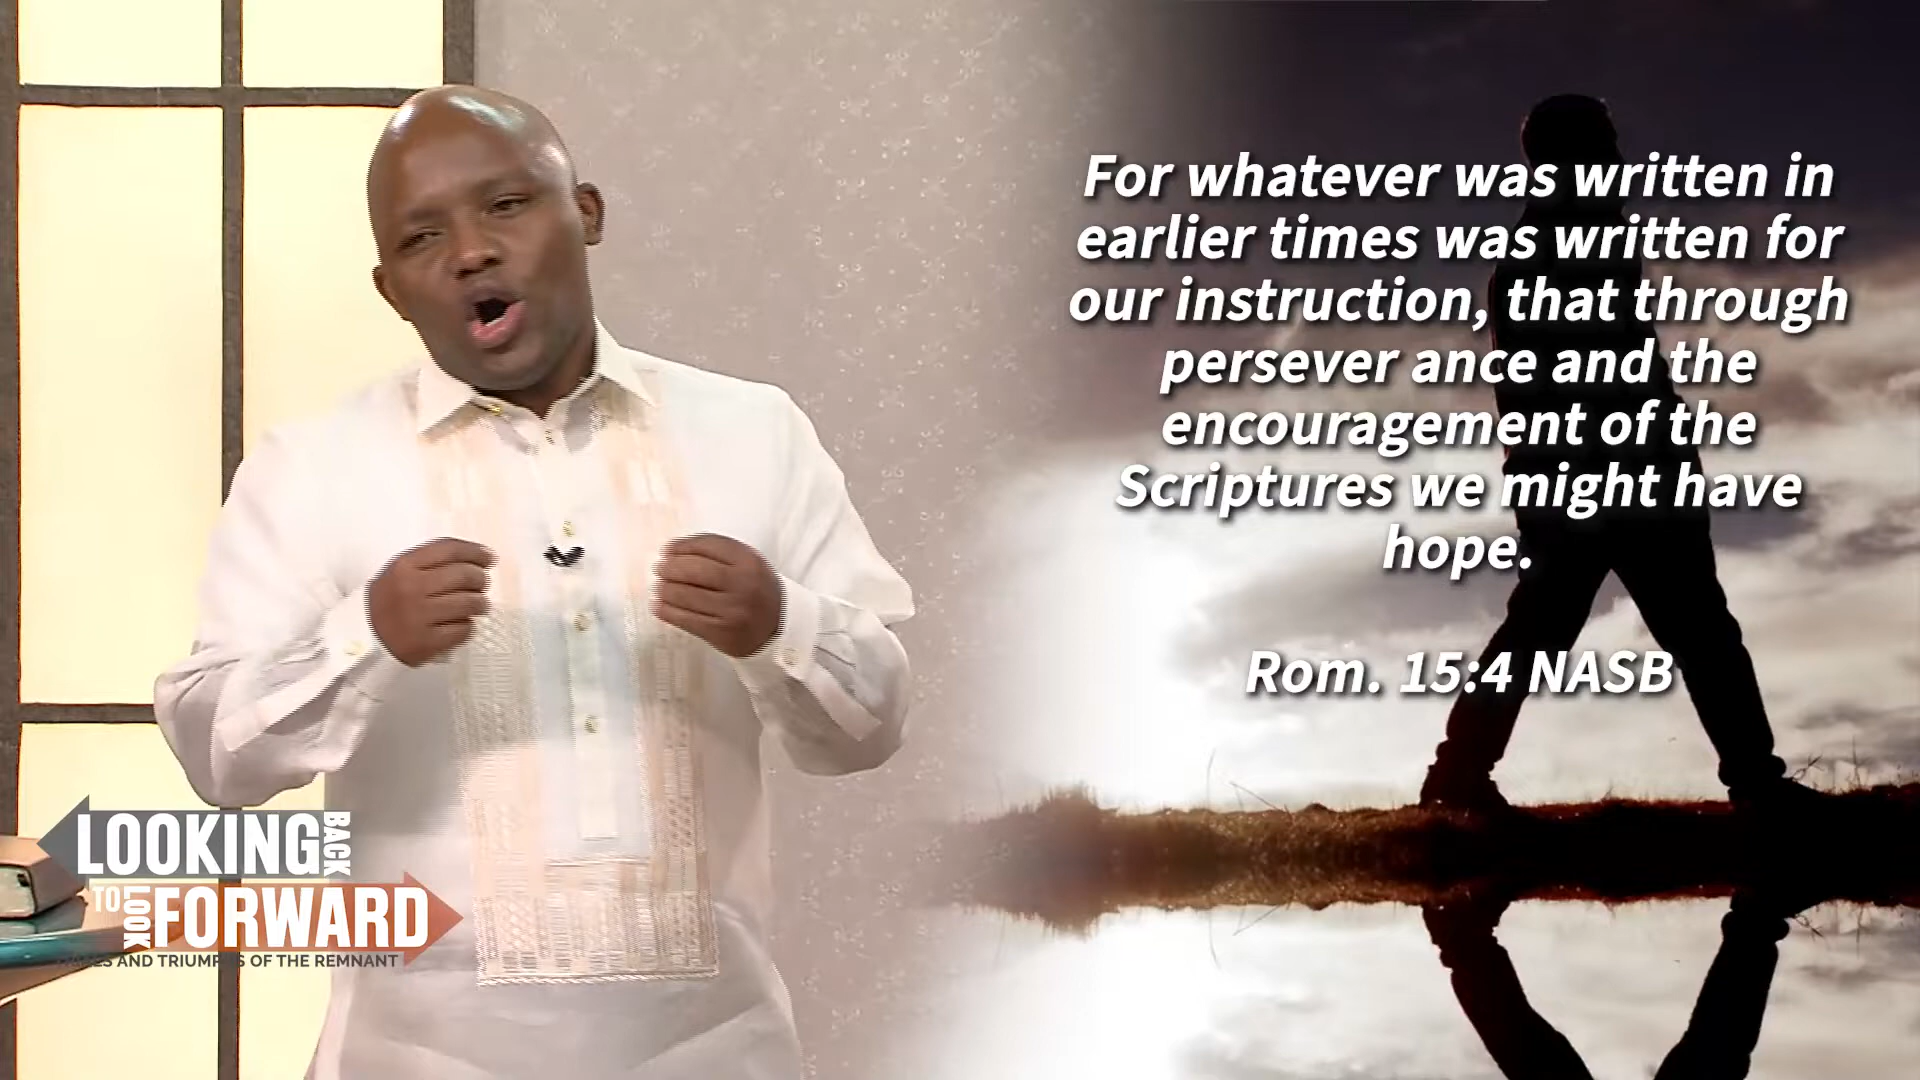 For whatever was written in
earlier times was written for
our instruction, that through
persever ance and the
encouragement of the
Scriptures we might have
hope.
Rom. 15:4 NASB
LOOKING BACK
TO LOOK FORWARD
AND TRIUMPHS OF THE REMNANT